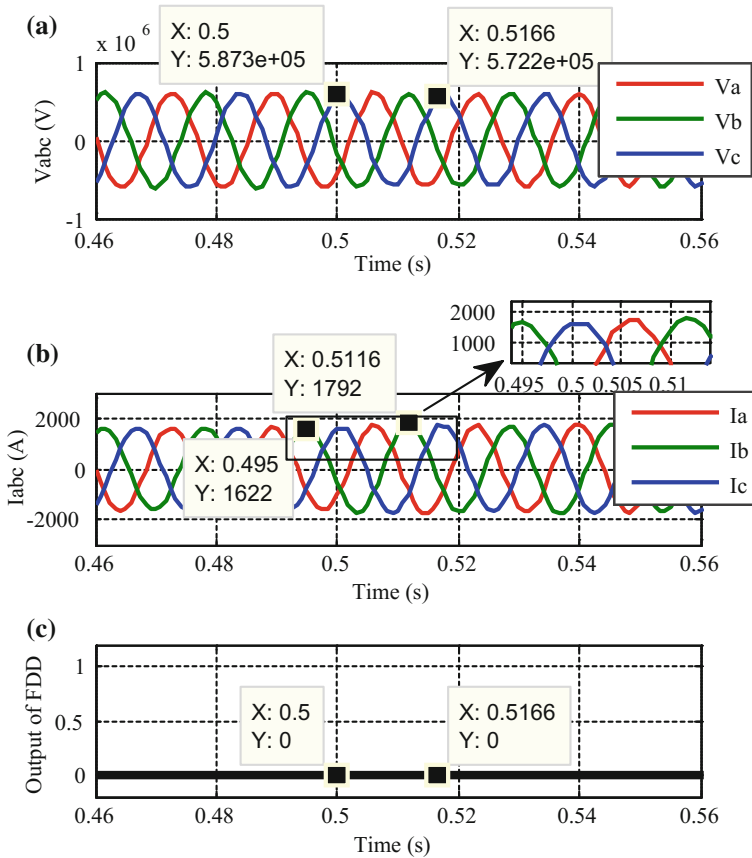 (a)
x 10 6
X: 0.5
Y: 5.873e+05
X: 0.5166
Y: 5.722e+05
Vabc (V)
1
0
-1
Va
Vb
Vc
0.46 0.48 0.5 0.52 0.54 0.56
Time (s)
(b)
2000
1000
0.495 0.5 0.505 0.51
X: 0.5116
Y: 1792
X: 0.495
Y: 1622
Iabc (A)
2000
0
-2000
Ia
Ib
Ic
0.46 0.48 0.5 0.52 0.54 0.56
Time (s)
(c)
Output of FDD
1
0.5
0
X: 0.5
Y: 0
X: 0.5166
Y: 0
0.46 0.48 0.5 0.52 0.54 0.56
Time (s)